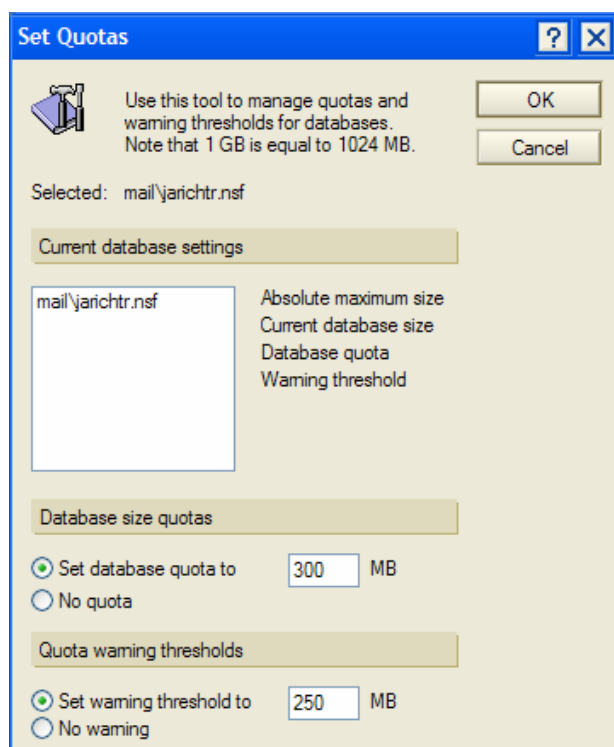 Set Quotas
Use this tool to manage quotas and
warning thresholds for databases.
Note that 1 GB is equal to 1024 MB.
OK
Cancel
Selected: mail\jarichtr.nsf
Current database settings
mail\jarichtr.nsf
Absolute maximum size
Current database size
Database quota
Warning threshold
Database size quotas
Set database quota to 300 MB
No quota
Quota warning thresholds
Set warning threshold to 250 MB
No warning